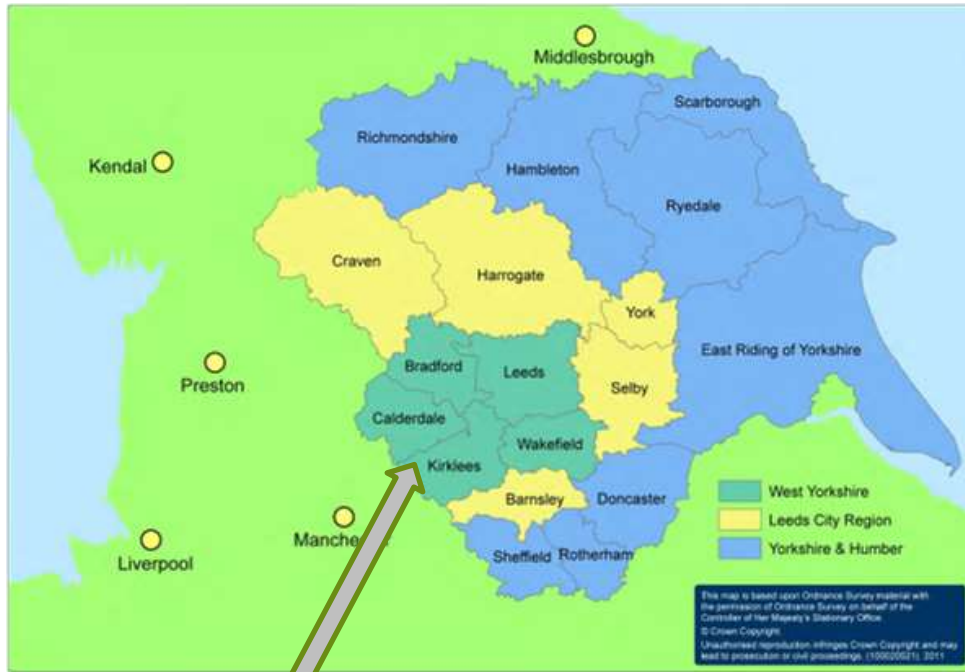 Middlesbrough
Scarborough
Richmondshire
Kendal
Hambleton
Ryedale
Craven
Harrogate
York
East Riding of Yorkshire
Bradford
Leeds
Preston
Selby
Calderdale
Wakefield
Kirklees
Barnsley
Doncaster
West Yorkshire
Leeds City Region
Yorkshire & Humber
Manche
Liverpool
Sheffield
Rotherham
This map is based upon Ordnance Survey material with
the permission of Ordnance Survey on behalf of the
Controller of Her Majesty's Stationary Office.
© Crown Copyright
Unauthorised reproduction infringes Crown Copyright and may
lead to prosecution or civil proceedings. (100020521), 2011